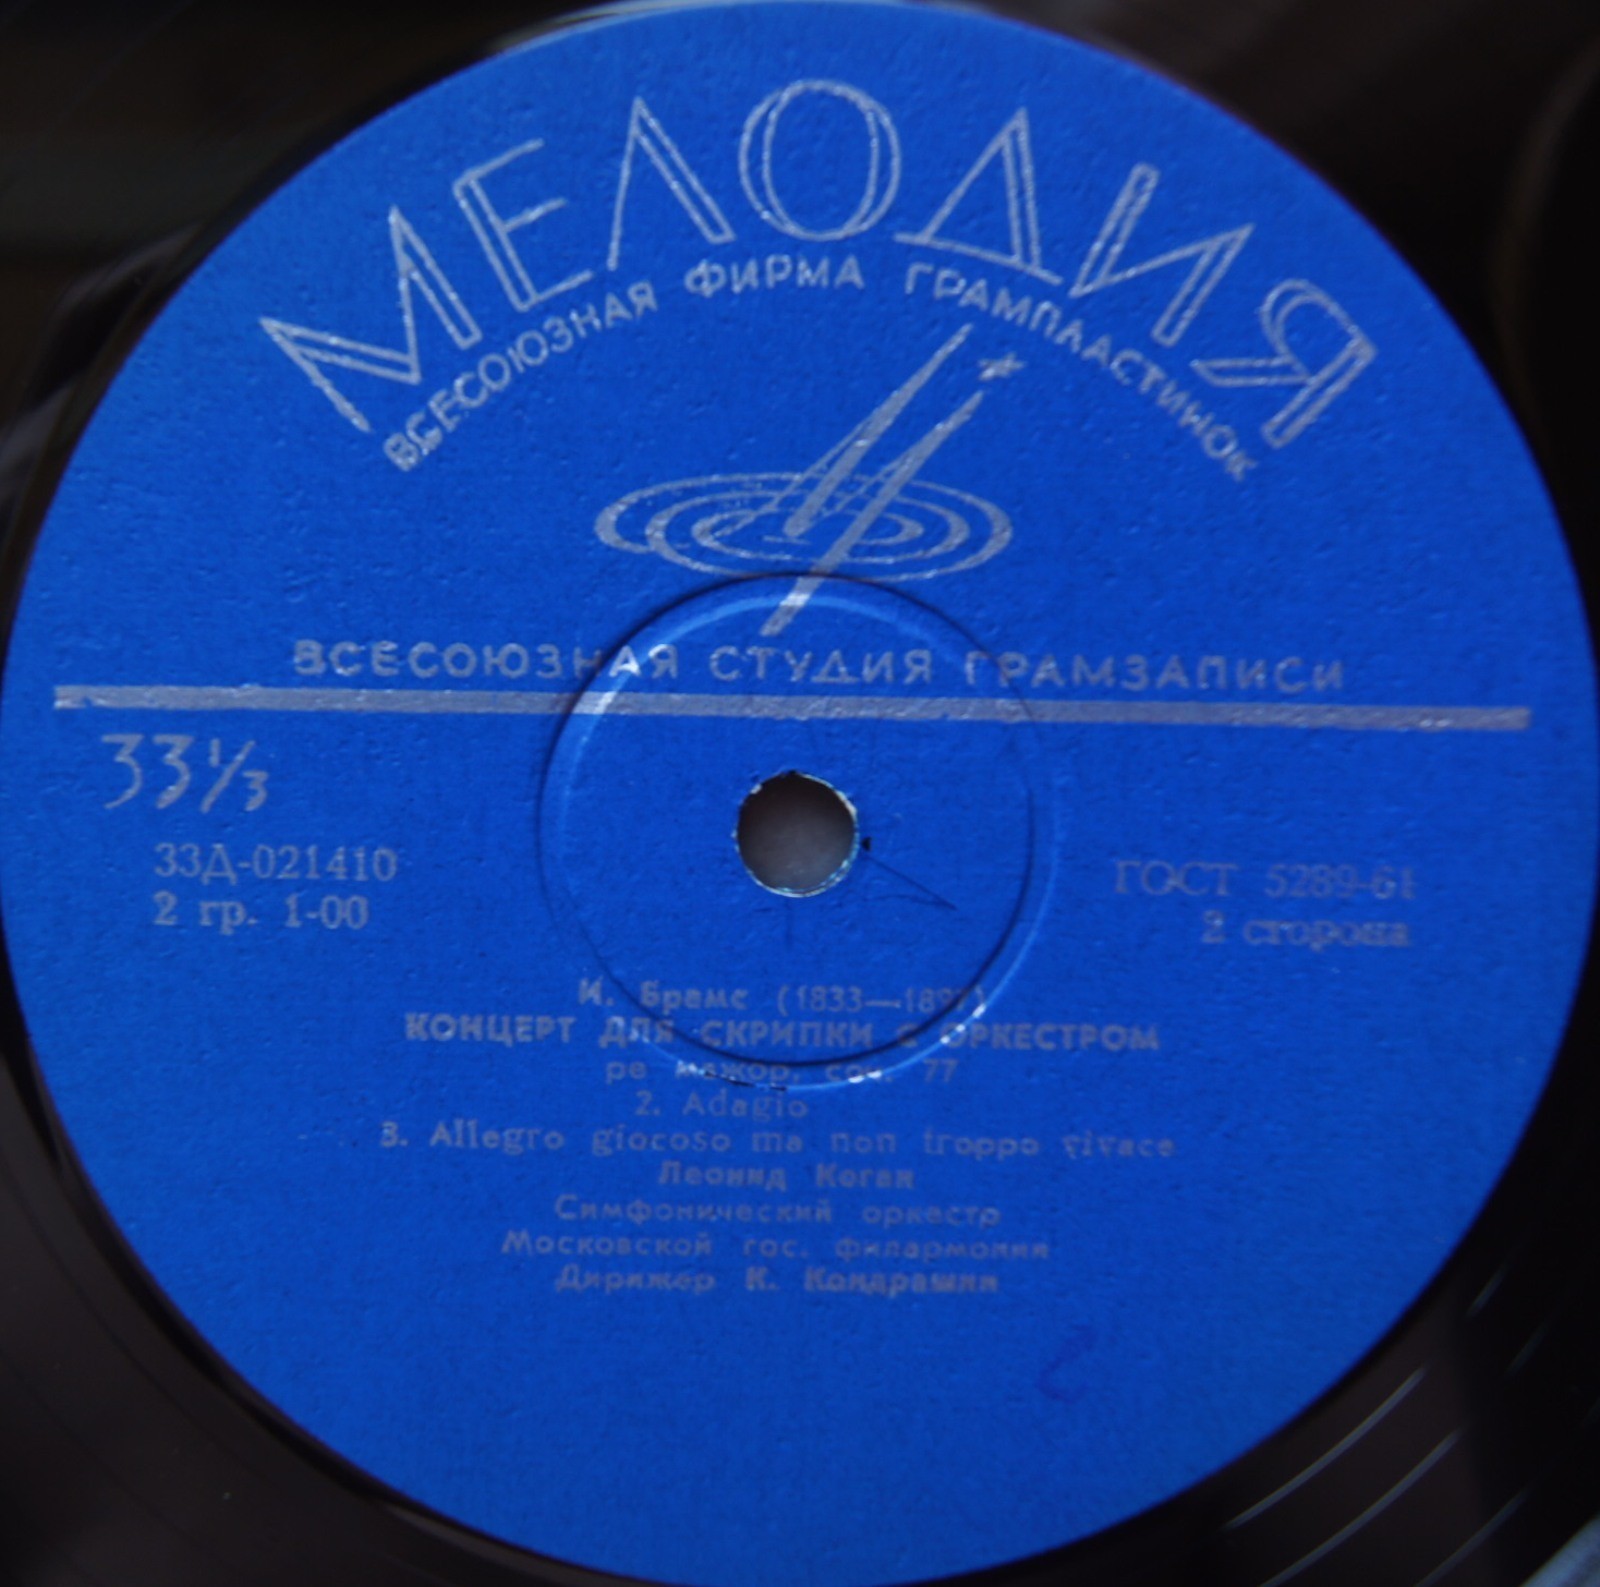 МЕЛОДИЯ
ВСЕСОЮЗНАЯ ФИРМА ГРАМПЛАСТИНОК
ВСЕСОЮЗНАЯ СТУДИЯ ГРАМЗАПИСИ
33⅓
33Д-021410
2 гр. 1-00
ГОСТ 5289-61
2 сторона
И. Брамс (1833—1897)
КОНЦЕРТ ДЛЯ СКРИПКИ С ОРКЕСТРОМ
ре мажор, соч. 77
2. Adagio
3. Allegro giocoso ma non troppo vivace
Леонид Коган
Симфонический оркестр
Московской гос. филармонии
Дирижер К. Кондрашин